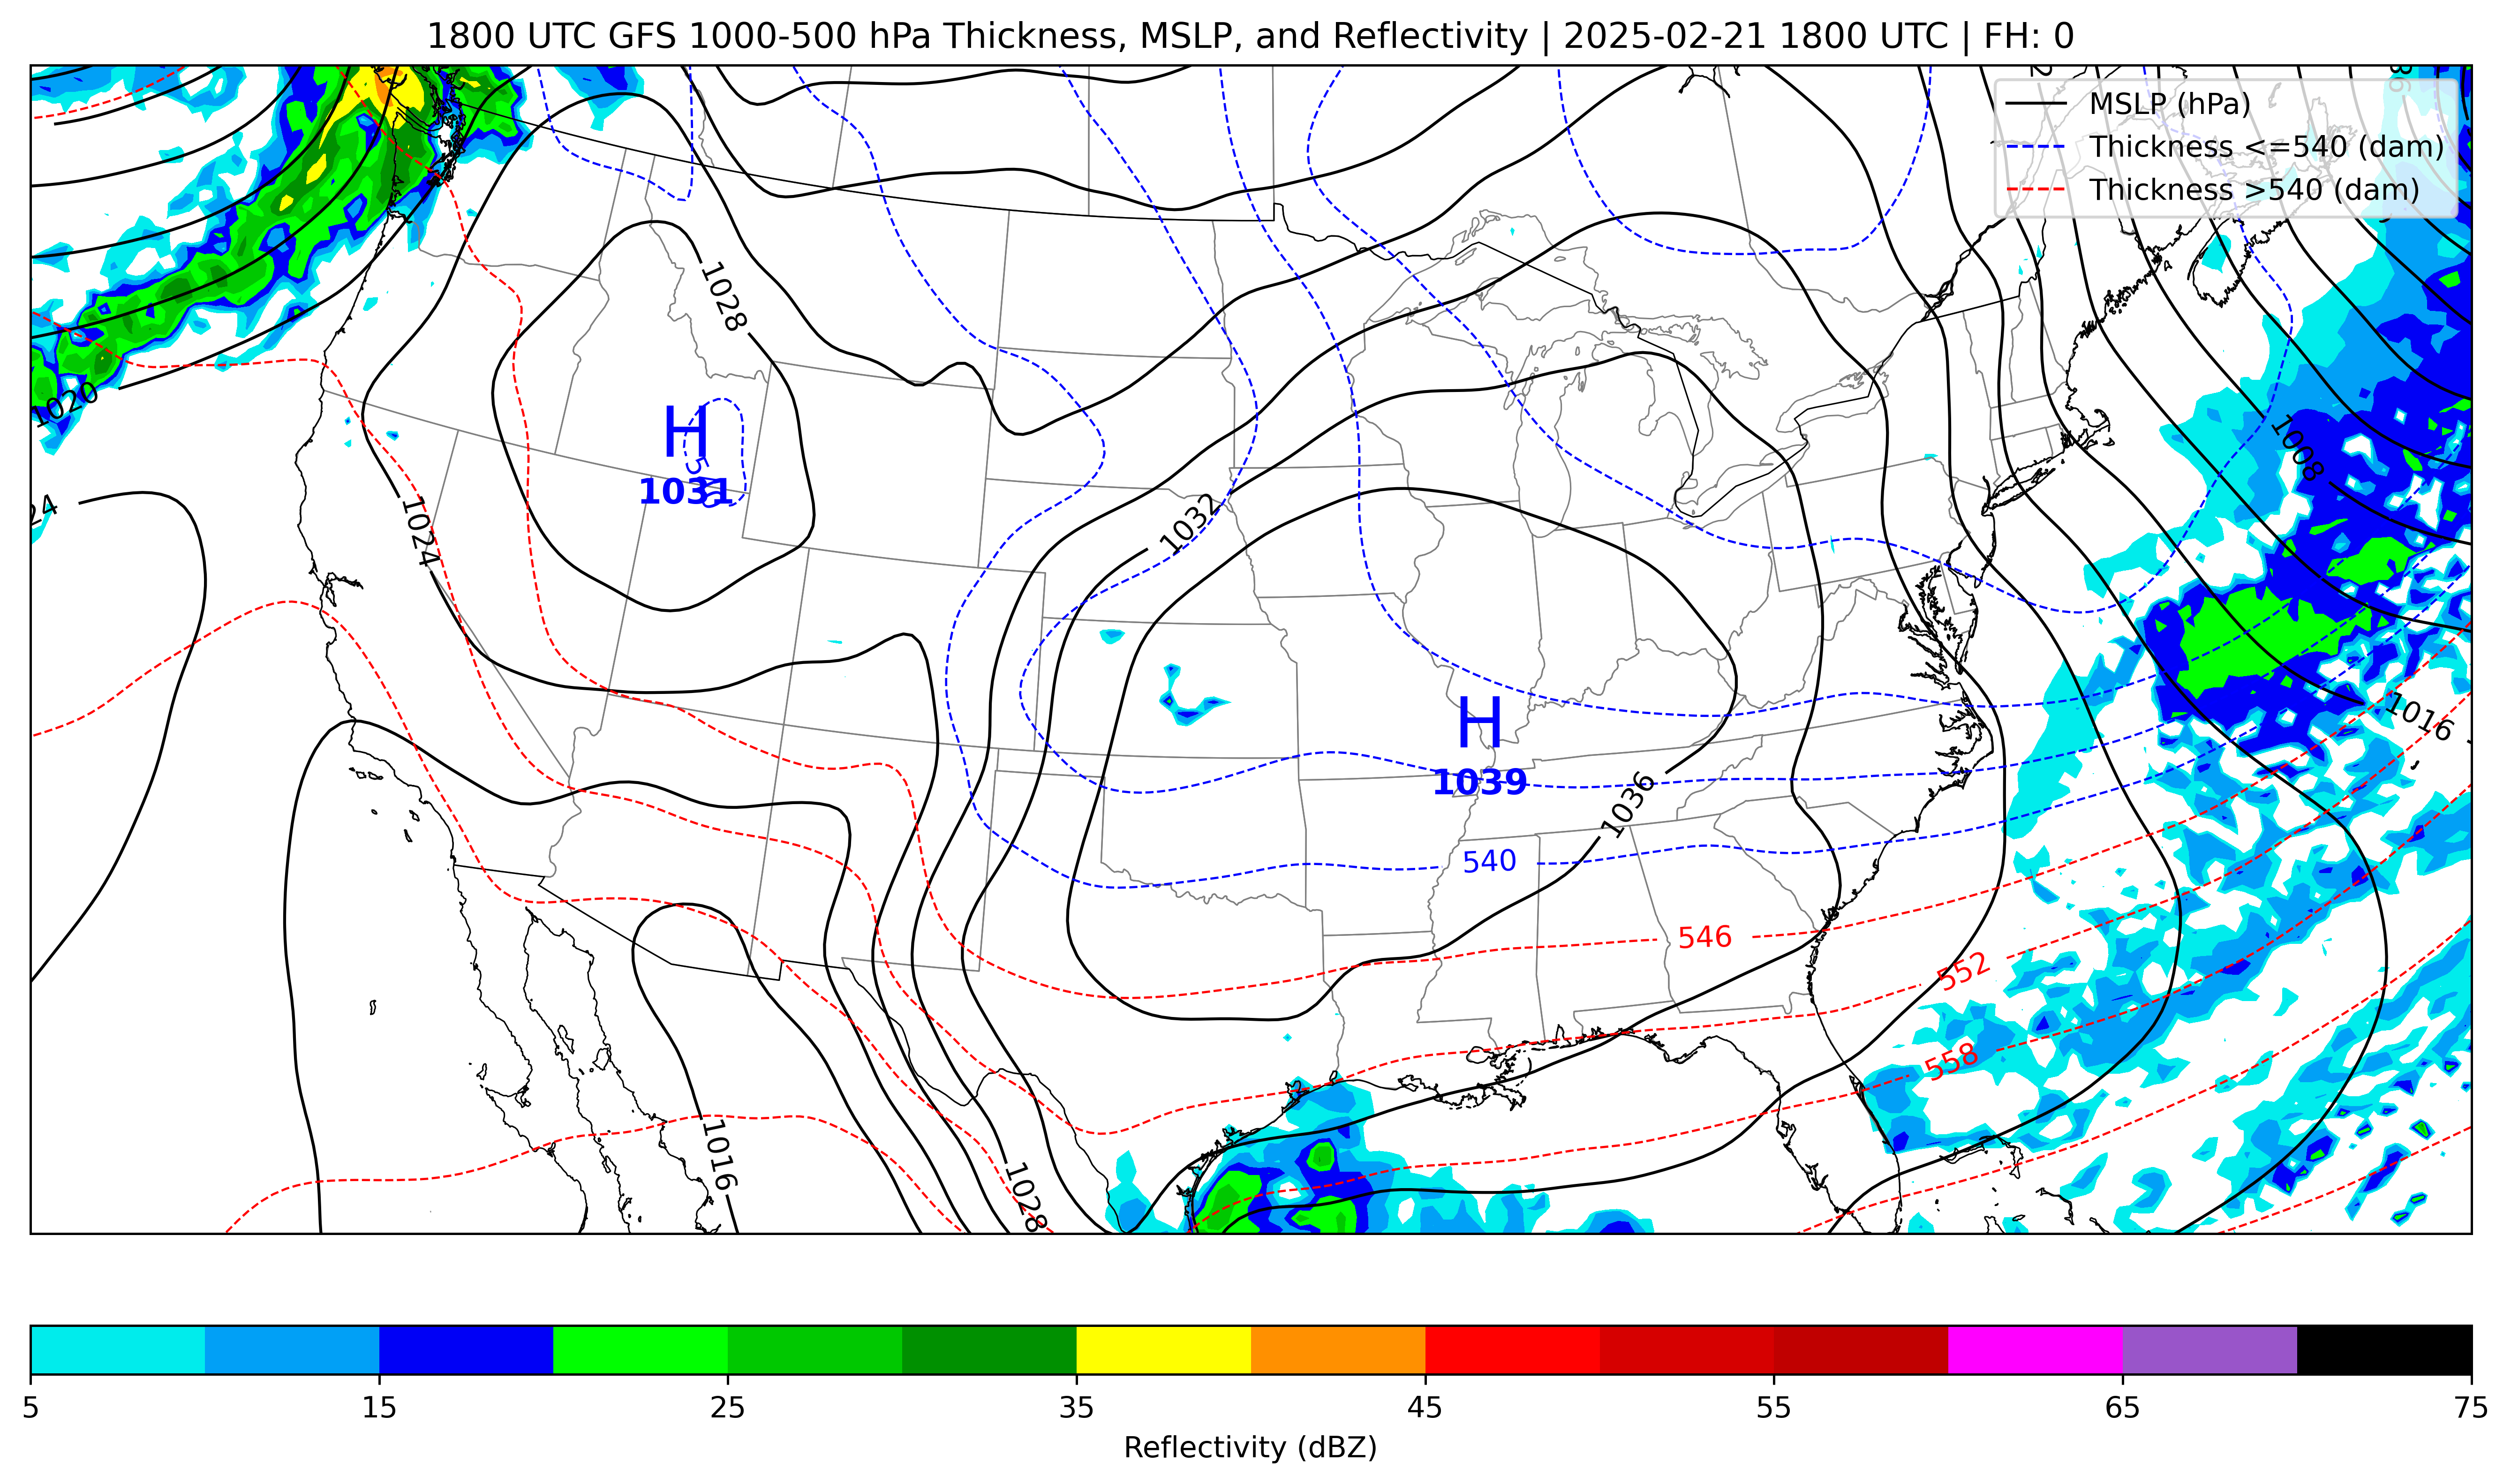 1800 UTC GFS 1000-500 hPa Thickness, MSLP, and Reflectivity | 2025-02-21 1800 UTC | FH: 0
MSLP (hPa)
Thickness <=540 (dam)
Thickness >540 (dam)
1028
1020
H
1031
540
1008
24
1024
1032
H
1039
1016
1036
540
546
552
558
1016
1028
5 15 25 35 45 55 65 75
Reflectivity (dBZ)